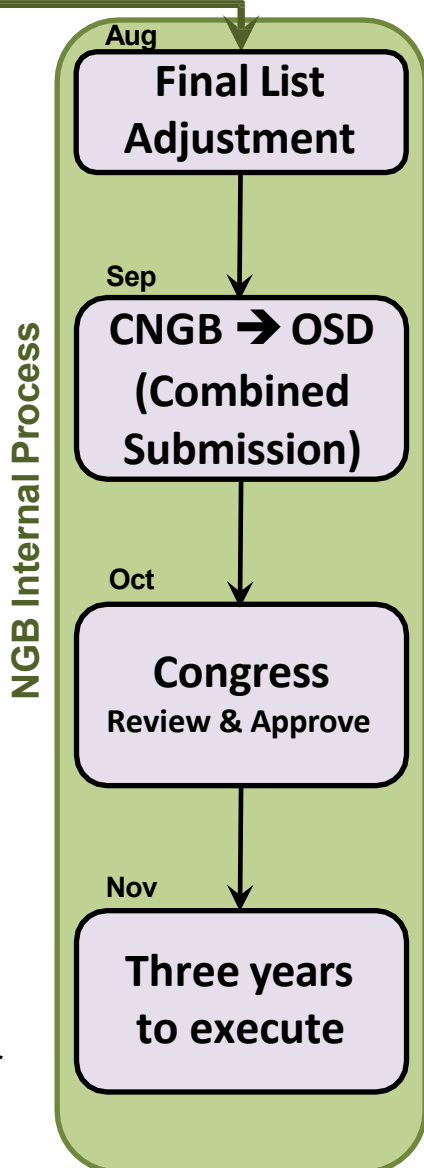 NGB Internal Process
Aug
Final List
Adjustment
Sep
CNGB ➔ OSD
(Combined
Submission)
Oct
Congress
Review & Approve
Nov
Three years
to execute